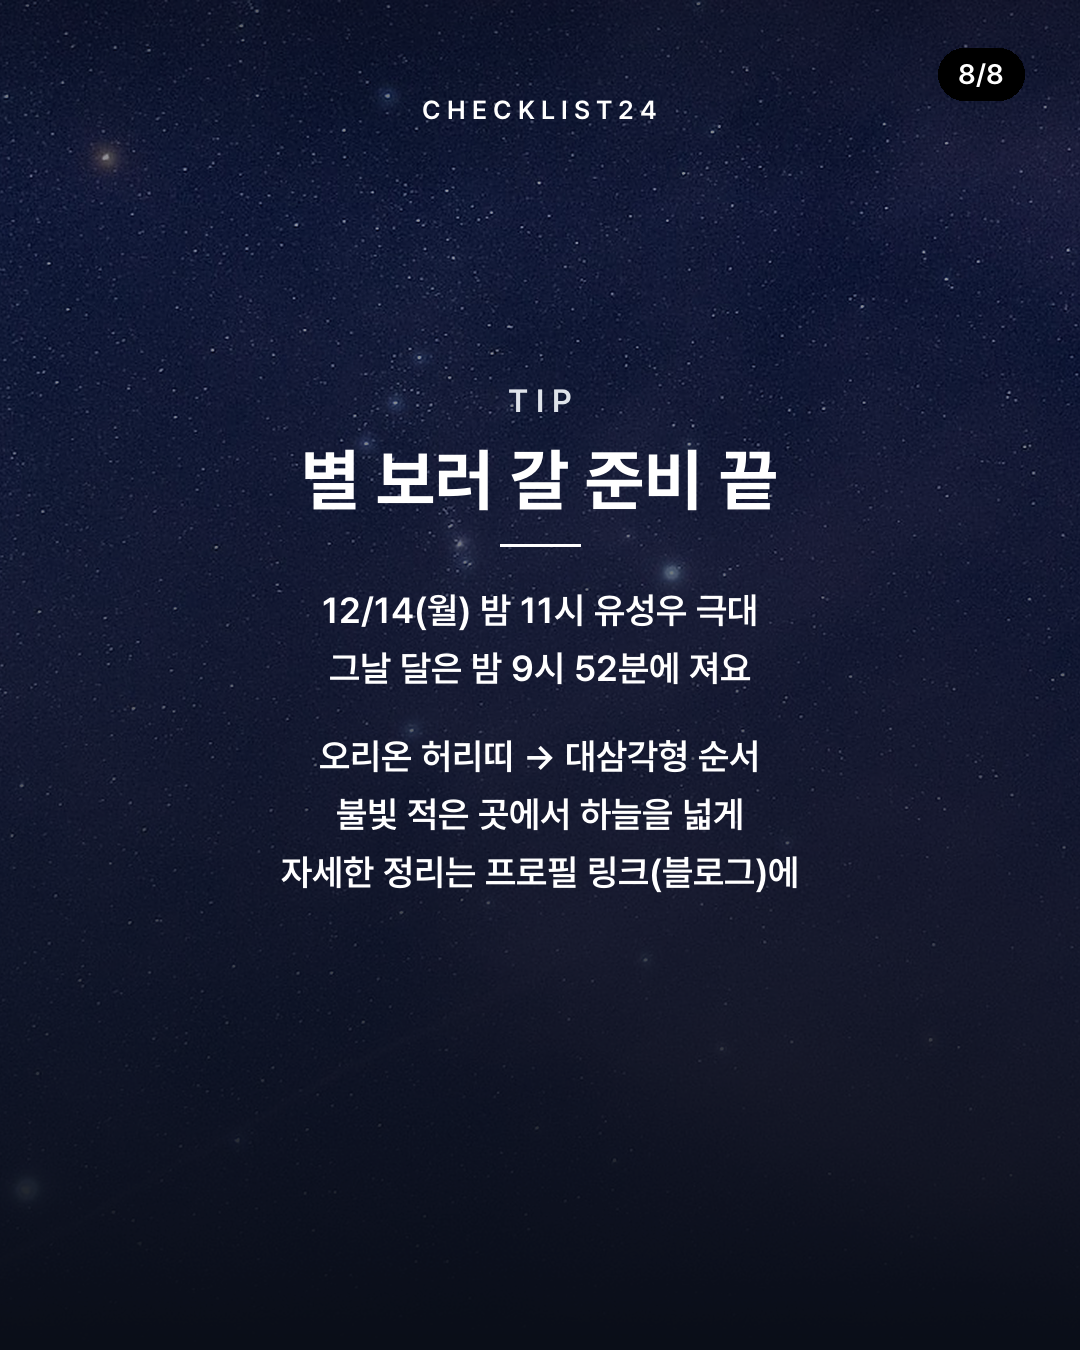 8/8
CHECKLIST24
TIP
별 보러 갈 준비 끝
12/14(월) 밤 11시 유성우 극대
그날 달은 밤 9시 52분에 져요
오리온 허리띠 → 대삼각형 순서
불빛 적은 곳에서 하늘을 넓게
자세한 정리는 프로필 링크(블로그)에